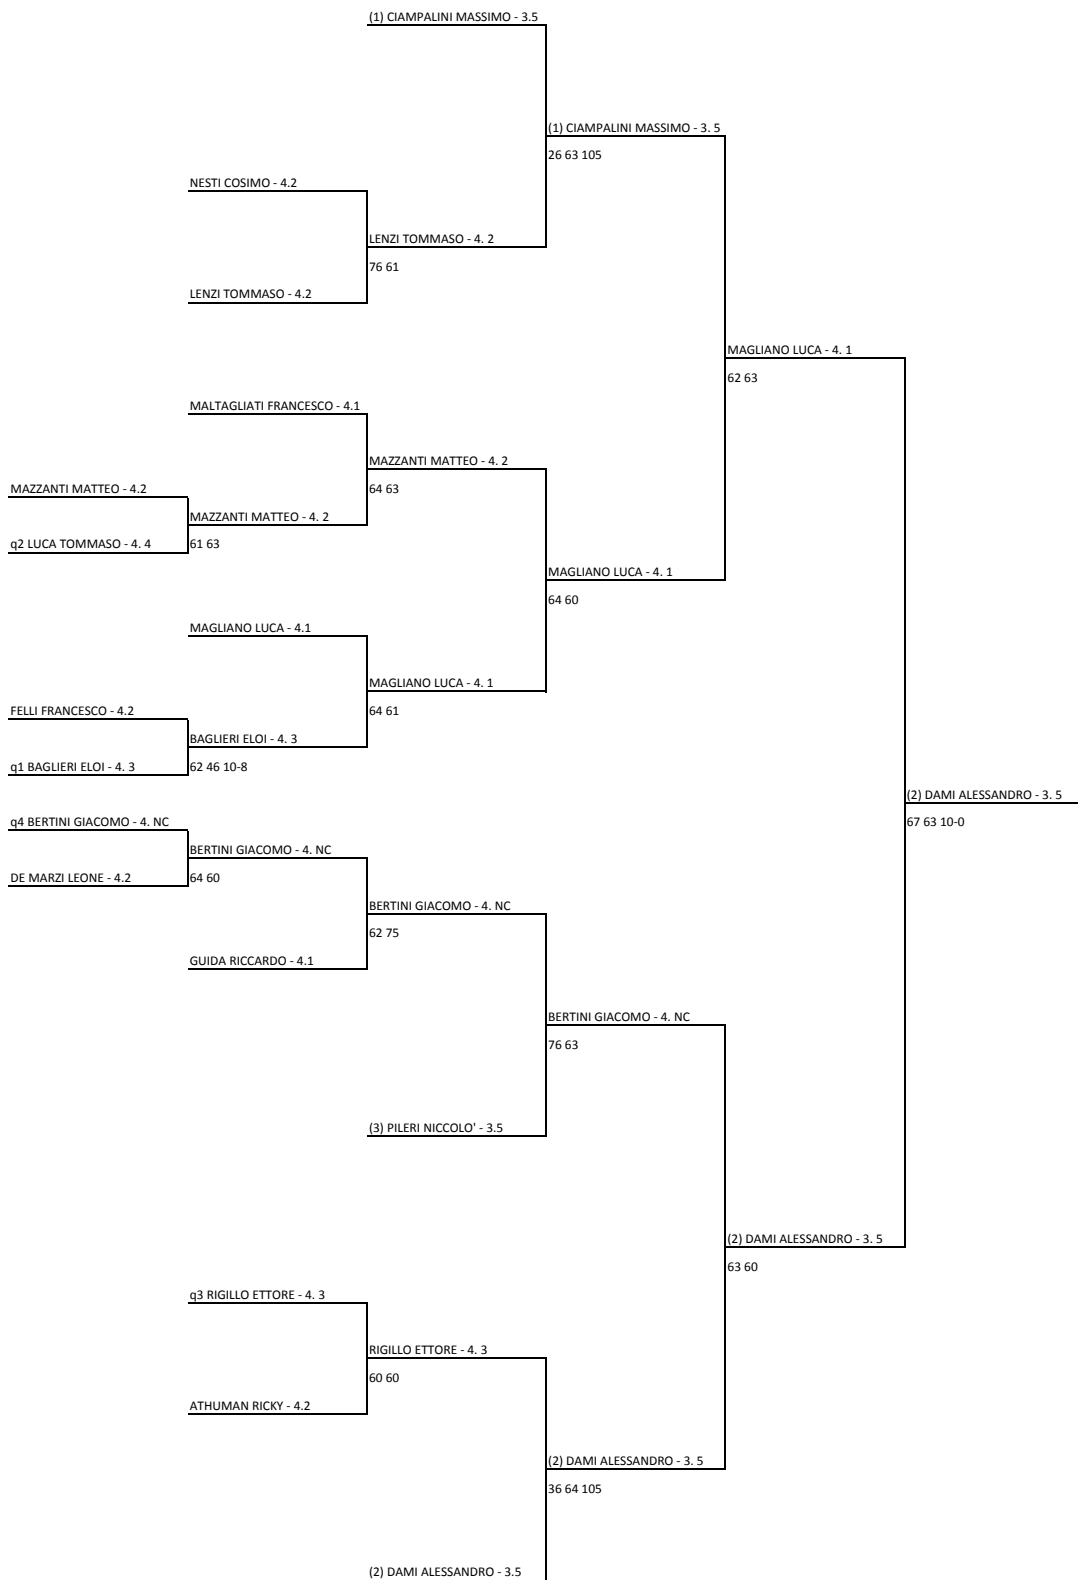 (1) CIAMPALINI MASSIMO - 3.5
(1) CIAMPALINI MASSIMO - 3. 5
26 63 105
NESTI COSIMO - 4.2
LENZI TOMMASO - 4. 2
76 61
LENZI TOMMASO - 4.2
MAGLIANO LUCA - 4. 1
62 63
MALTAGLIATI FRANCESCO - 4.1
MAZZANTI MATTEO - 4. 2
64 63
MAZZANTI MATTEO - 4.2
MAZZANTI MATTEO - 4. 2
q2 LUCA TOMMASO - 4. 4
61 63
MAGLIANO LUCA - 4. 1
64 60
MAGLIANO LUCA - 4.1
MAGLIANO LUCA - 4. 1
64 61
FELLI FRANCESCO - 4.2
BAGLIERI ELOI - 4. 3
q1 BAGLIERI ELOI - 4. 3
62 46 10-8
(2) DAMI ALESSANDRO - 3. 5
67 63 10-0
q4 BERTINI GIACOMO - 4. NC
BERTINI GIACOMO - 4. NC
DE MARZI LEONE - 4.2
64 60
BERTINI GIACOMO - 4. NC
62 75
GUIDA RICCARDO - 4.1
BERTINI GIACOMO - 4. NC
76 63
(3) PILERI NICCOLO' - 3.5
(2) DAMI ALESSANDRO - 3. 5
63 60
q3 RIGILLO ETTORE - 4. 3
RIGILLO ETTORE - 4. 3
60 60
ATHUMAN RICKY - 4.2
(2) DAMI ALESSANDRO - 3. 5
36 64 105
(2) DAMI ALESSANDRO - 3.5